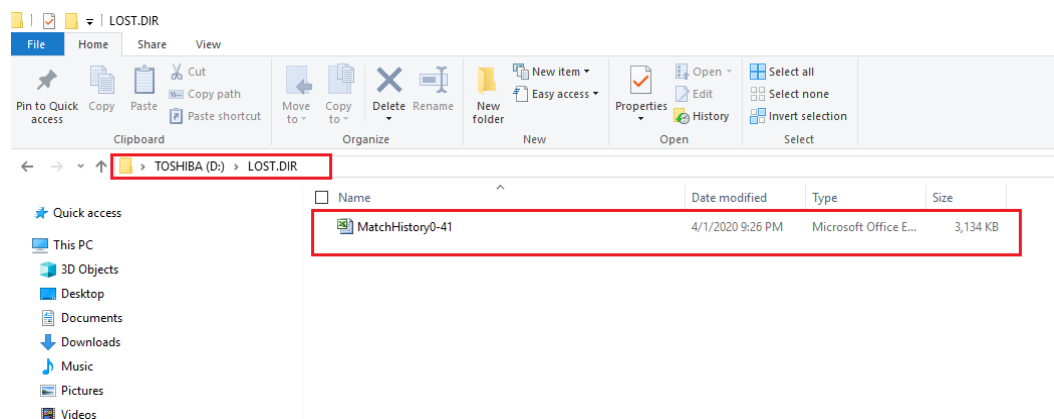 LOST.DIR
File Home Share View
Pin to Quick access
Copy
Paste
Cut
Copy path
Paste shortcut
Clipboard
Move to
Copy to
Delete
Rename
Organize
New folder
New item
Easy access
New
Properties
Open
Edit
History
Open
Select all
Select none
Invert selection
Select
TOSHIBA (D:) > LOST.DIR
Name Date modified Type Size
MatchHistory0-41 4/1/2020 9:26 PM Microsoft Office E... 3,134 KB
Quick access
This PC
3D Objects
Desktop
Documents
Downloads
Music
Pictures
Videos